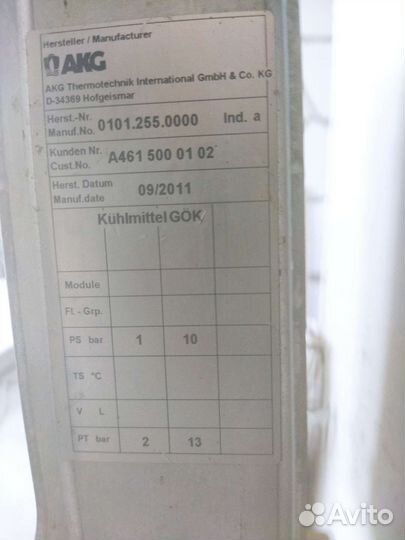 Hersteller / Manufacturer
AKG
AKG Thermotechnik International GmbH & Co. KG
D-34369 Hofgeismar
Herst.-Nr. 0101.255.0000 Ind. a
Manuf.No.
Kunden Nr. A461 500 01 02
Cust.No.
Herst. Datum 09/2011
Manuf.date
Kühlmittel GÖK
Module
Fl.- Grp.
PS bar 1 10
TS °C
V L
PT bar 2 13
Avito